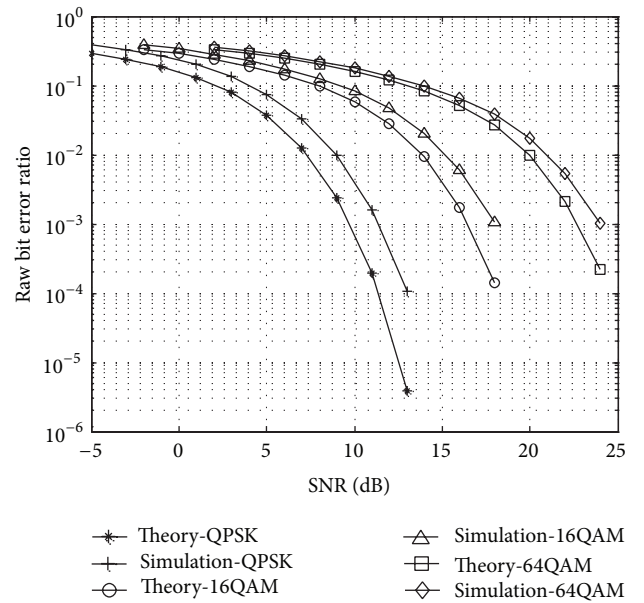 10^0
10^-1
10^-2
10^-3
10^-4
10^-5
10^-6
Raw bit error ratio
-5 0 5 10 15 20 25
SNR (dB)
Theory-QPSK
Simulation-QPSK
Theory-16QAM
Simulation-16QAM
Theory-64QAM
Simulation-64QAM